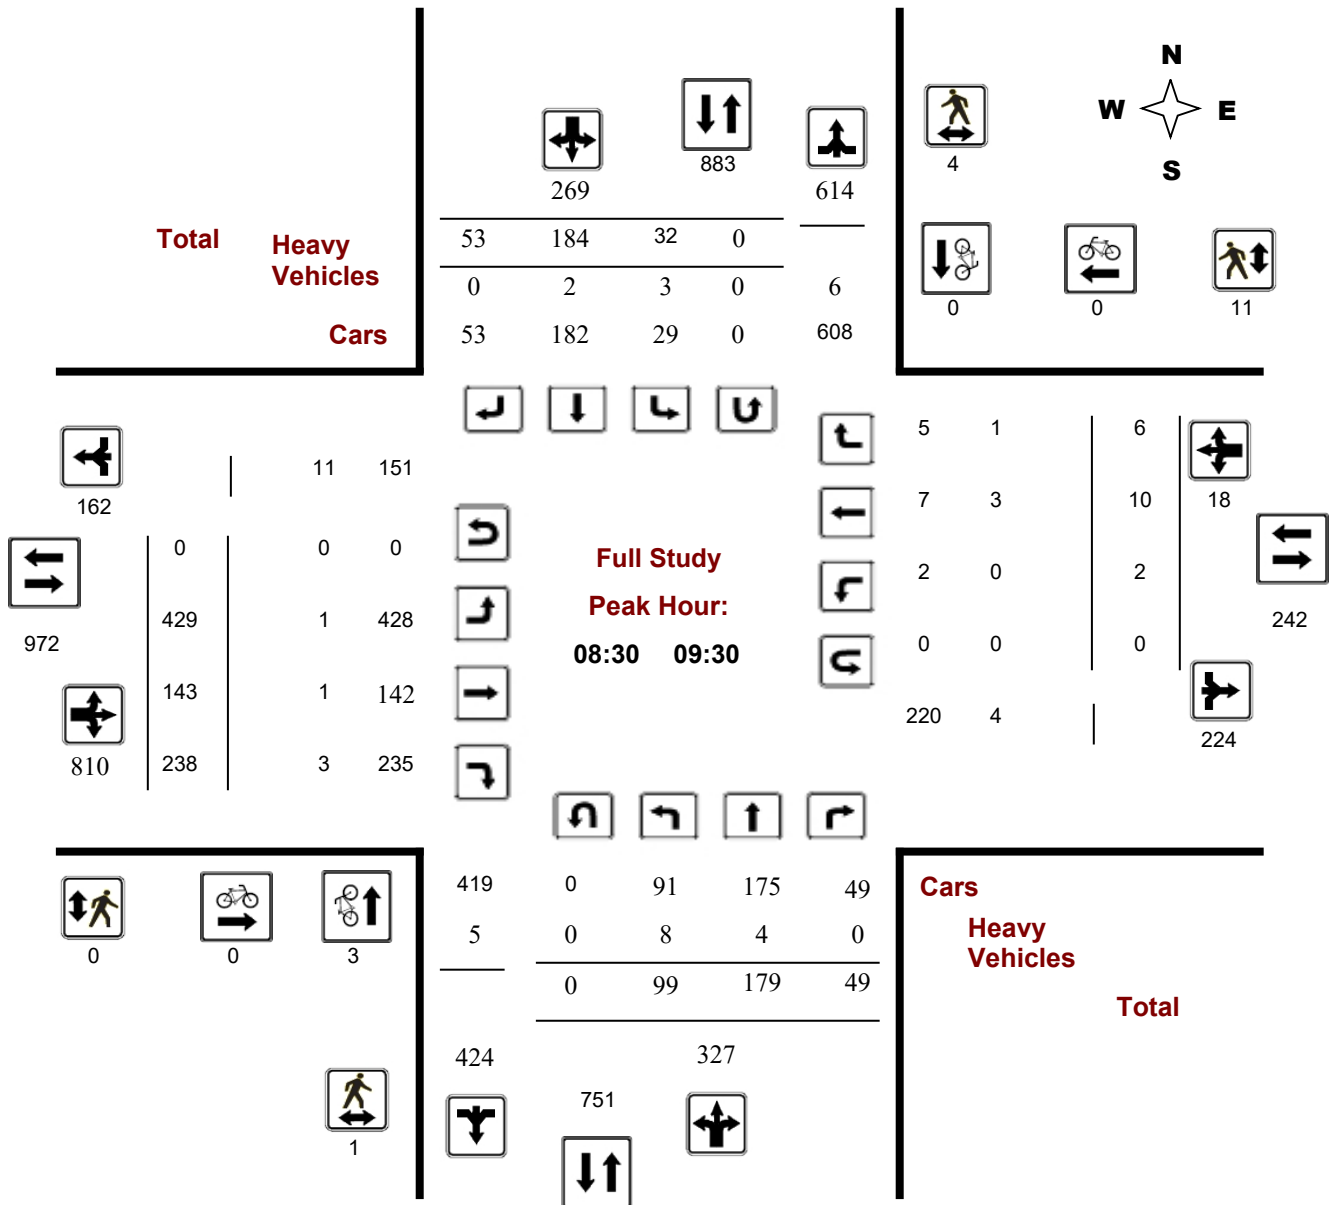 N
W E
S
4
883
269 614
Total Heavy
Vehicles
Cars
53 184 32 0
0 2 3 0 6
53 182 29 0 608
0 0 11
5 1 6
11 151
162
7 3 10 18
0 0 0
Full Study
2 0 2
Peak Hour:
429 1 428
972
242
08:30 09:30
0 0 0
143 1 142
220 4
224
810 238 3 235
419 0 91 175 49
Cars
5 0 8 4 0
Heavy
Vehicles
0 0 3
0 99 179 49
Total
424 327
751
1